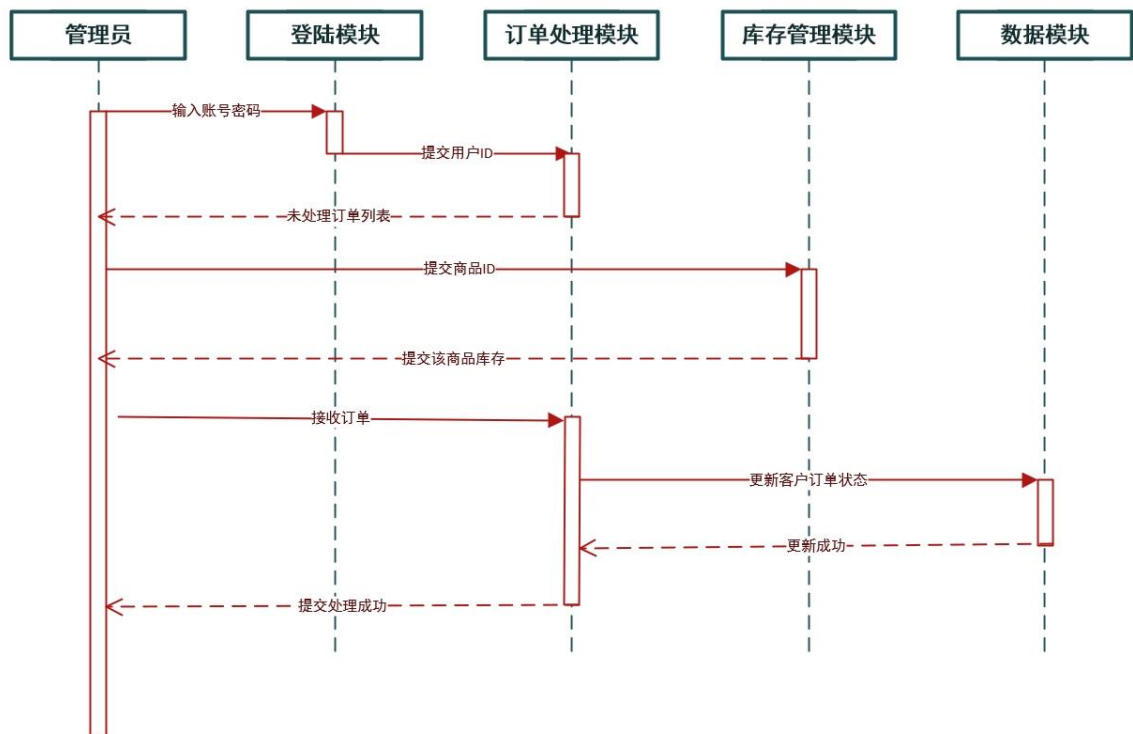 管理员
登陆模块
订单处理模块
库存管理模块
数据模块
输入账号密码
提交用户ID
未处理订单列表
提交商品ID
提交该商品库存
接收订单
更新客户订单状态
更新成功
提交处理成功